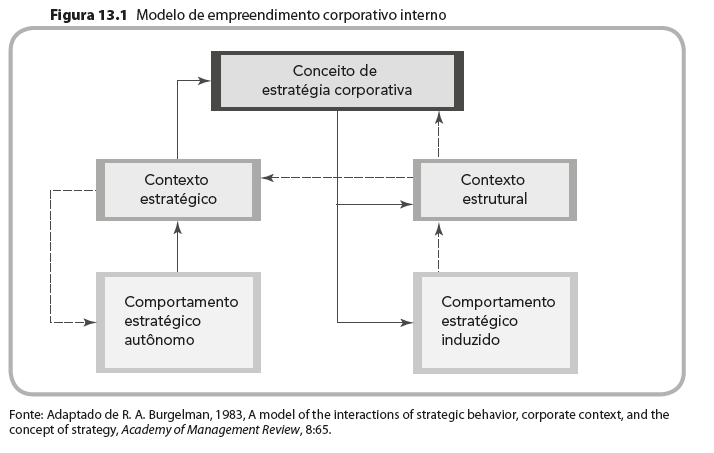 Figura 13.1 Modelo de empreendimento corporativo interno
Conceito de
estratégia corporativa
Contexto
estratégico
Contexto
estrutural
Comportamento
estratégico
autônomo
Comportamento
estratégico
induzido
Fonte: Adaptado de R. A. Burgelman, 1983, A model of the interactions of strategic behavior, corporate context, and the
concept of strategy, Academy of Management Review, 8:65.